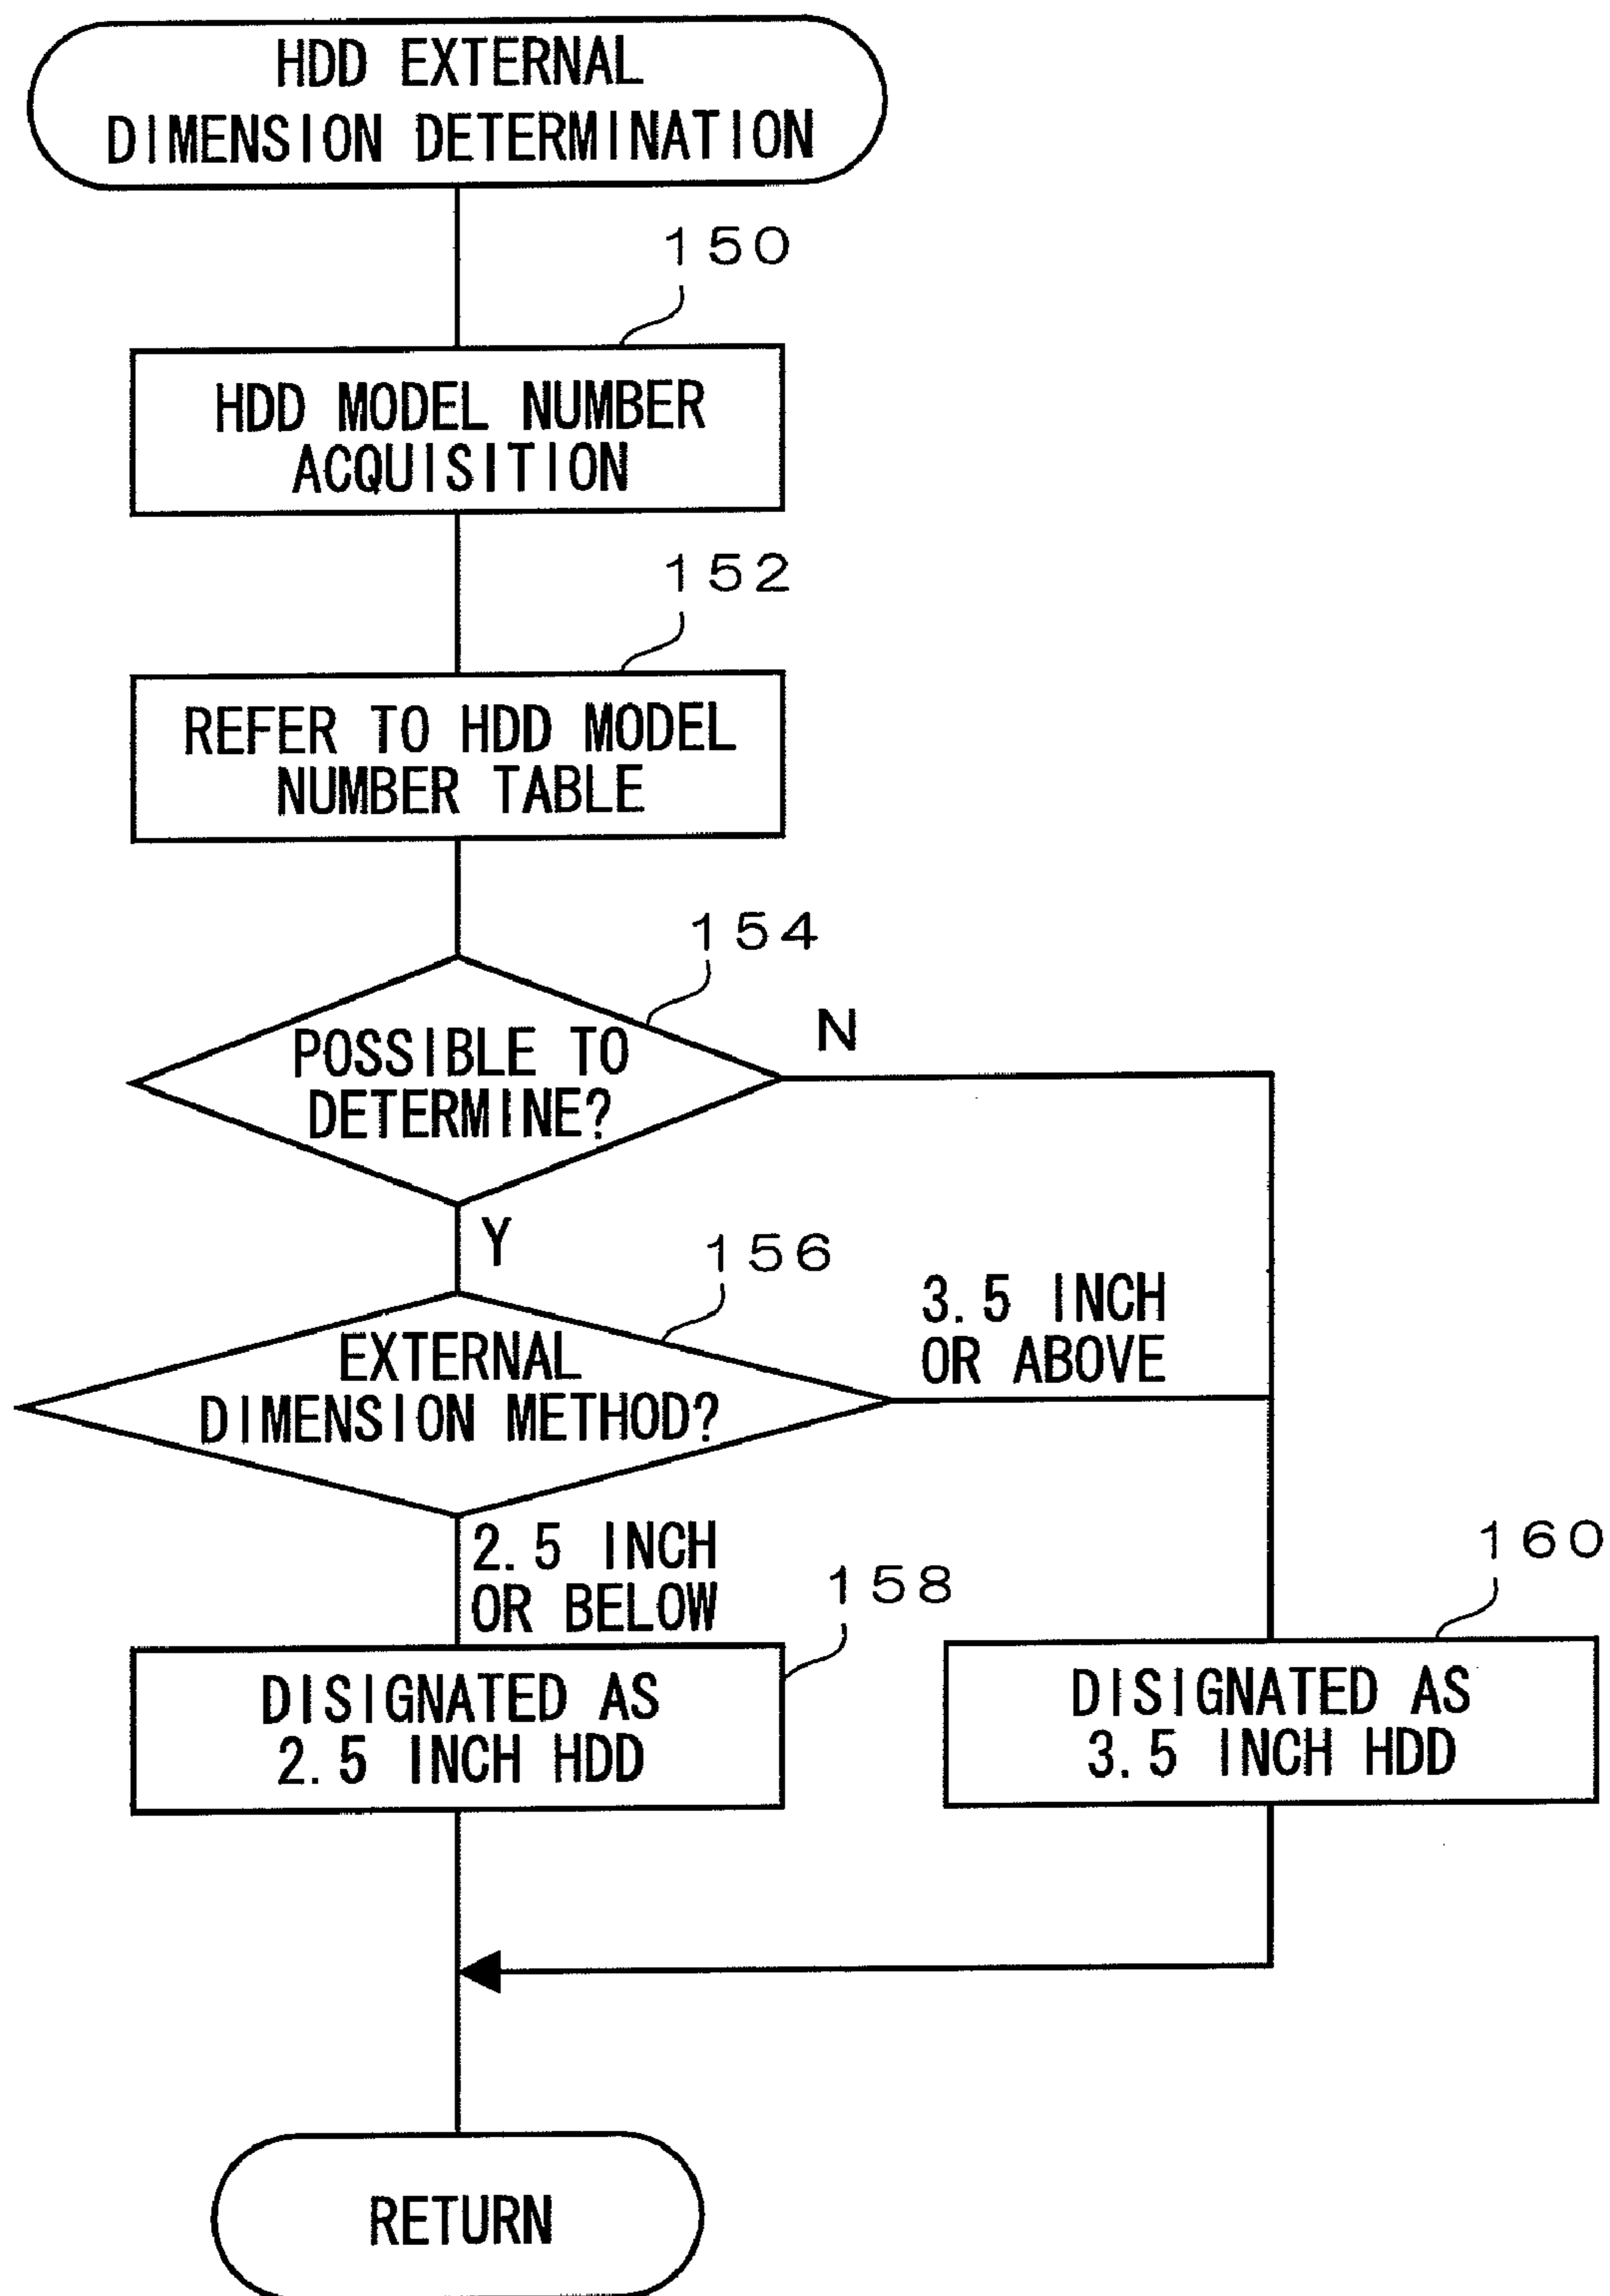 HDD EXTERNAL
DIMENSION DETERMINATION
150
HDD MODEL NUMBER
ACQUISITION
152
REFER TO HDD MODEL
NUMBER TABLE
154
POSSIBLE TO
DETERMINE?
N
Y
156
EXTERNAL
DIMENSION METHOD?
3.5 INCH
OR ABOVE
2.5 INCH
OR BELOW
158
DISIGNATED AS
2.5 INCH HDD
160
DISIGNATED AS
3.5 INCH HDD
RETURN